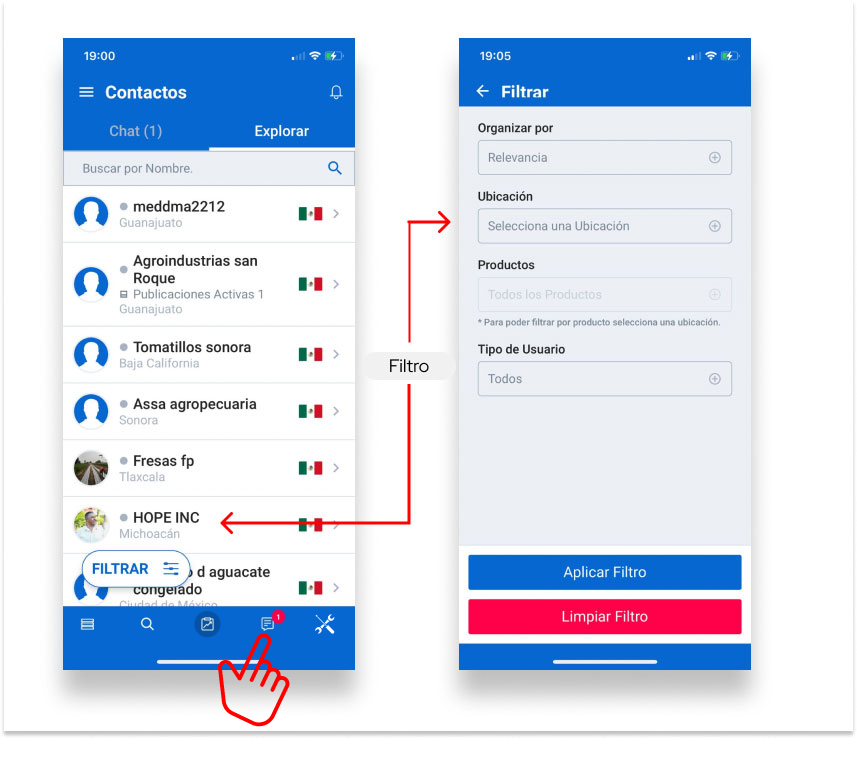 19:00
Contactos
Chat (1)
Explorar
Buscar por Nombre.
meddma2212
Guanajuato
Agroindustrias san
Roque
Publicaciones Activas 1
Guanajuato
Tomatillos sonora
Baja California
Assa agropecuaria
Sonora
Fresas fp
Tlaxcala
HOPE INC
Michoacán
FILTRAR
d aguacate
congelado
Ciudad de México
1
Filtro
19:05
Filtrar
Organizar por
Relevancia
Ubicación
Selecciona una Ubicación
Productos
Todos los Productos
* Para poder filtrar por producto selecciona una ubicación.
Tipo de Usuario
Todos
Aplicar Filtro
Limpiar Filtro